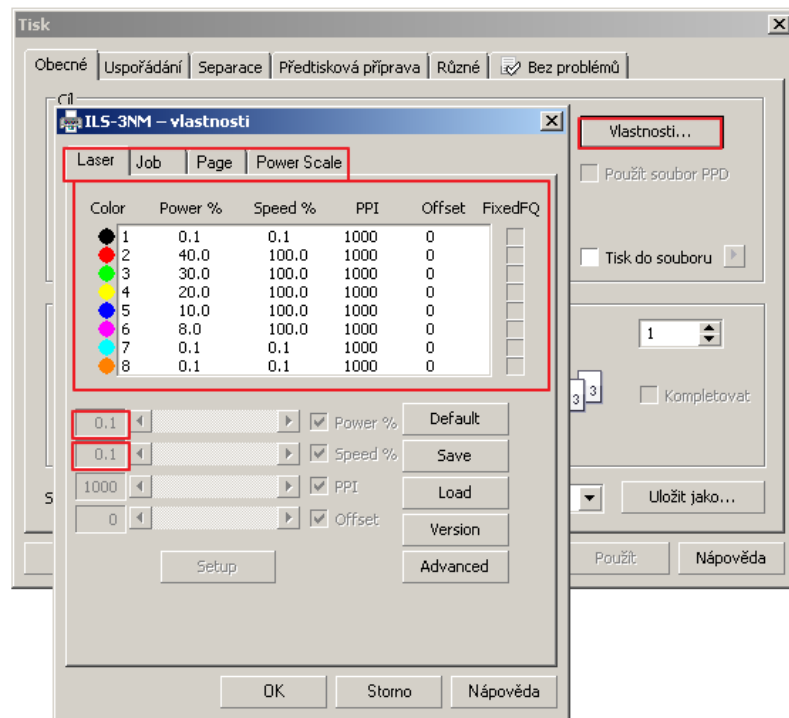 Tisk
Obecné Uspořádání Separace Předtisková příprava Různé Bez problémů
Cíl
ILS-3NM – vlastnosti
Vlastnosti...
Laser Job Page Power Scale
Použít soubor PPD
Color Power % Speed % PPI Offset FixedFQ
1 0.1 0.1 1000 0
2 40.0 100.0 1000 0
Tisk do souboru
3 30.0 100.0 1000 0
4 20.0 100.0 1000 0
5 10.0 100.0 1000 0
6 8.0 100.0 1000 0
1
7 0.1 0.1 1000 0
8 0.1 0.1 1000 0
3 3
Kompletovat
0.1 Power % Default
0.1 Speed % Save
1000 PPI Load
S
Uložit jako...
0 Offset Version
Setup Advanced
Použít Nápověda
OK Storno Nápověda